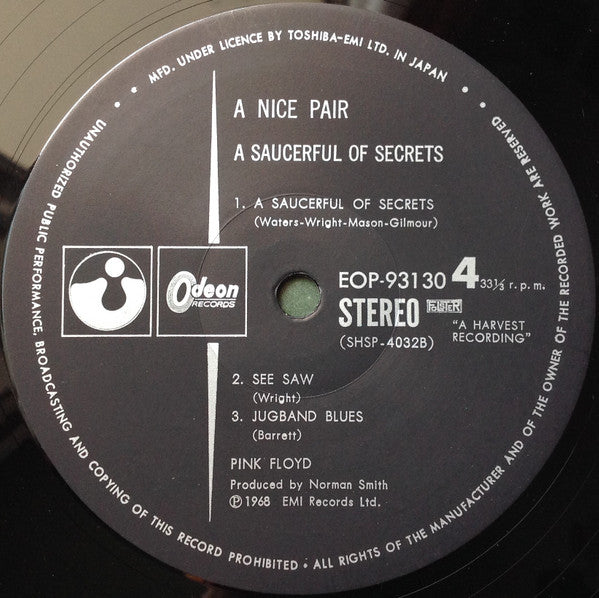 MFD. UNDER LICENCE BY TOSHIBA-EMI LTD. IN JAPAN
A NICE PAIR
A SAUCERFUL OF SECRETS
1. A SAUCERFUL OF SECRETS
(Waters-Wright-Mason-Gilmour)
Odeon
RECORDS
EOP-93130 4 33⅓ r.p.m.
STEREO
"A HARVEST
RECORDING"
(SHSP-4032B)
2. SEE SAW
(Wright)
3. JUGBAND BLUES
(Barrett)
PINK FLOYD
Produced by Norman Smith
℗1968 EMI Records Ltd.
UNAUTHORIZED PUBLIC PERFORMANCE, BROADCASTING AND COPYING OF THIS RECORD PROHIBITED • ALL RIGHTS OF THE MANUFACTURER AND OF THE OWNER OF THE RECORDED WORK ARE RESERVED